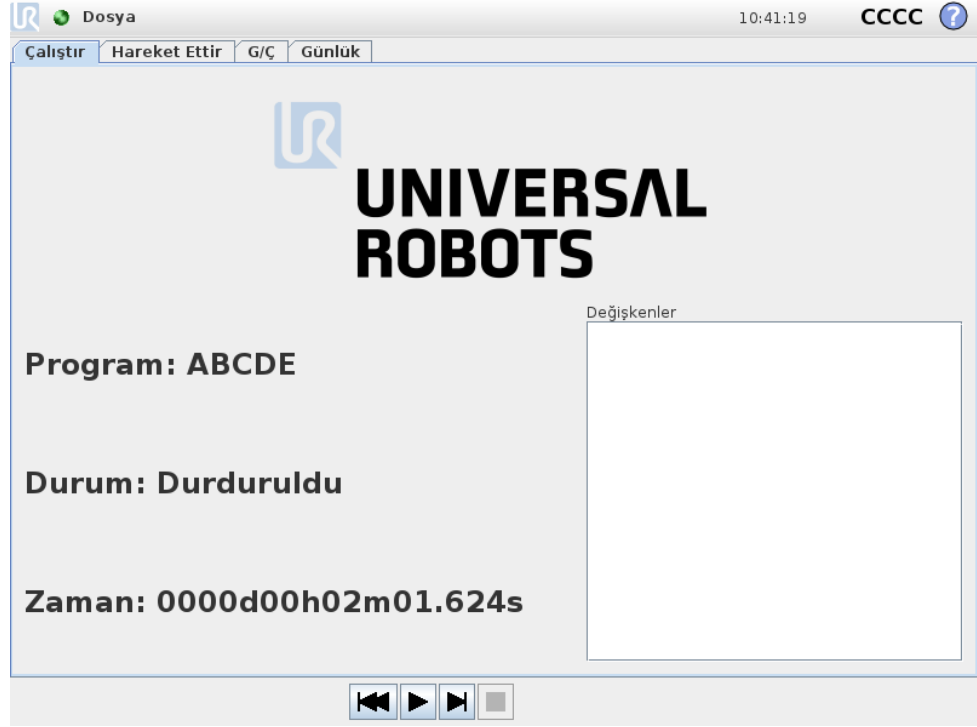 Dosya
10:41:19
CCCC
?
Çalıştır
Hareket Ettir
G/Ç
Günlük
UNIVERSAL
ROBOTS
Değişkenler
Program: ABCDE
Durum: Durduruldu
Zaman: 0000d00h02m01.624s